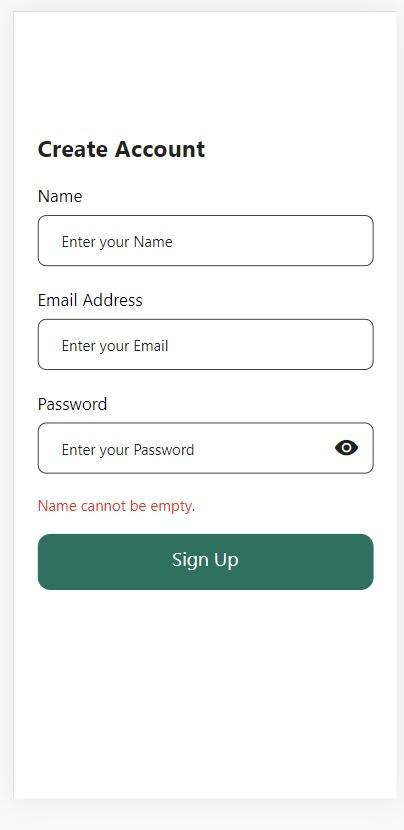 Create Account
Name
Enter your Name
Email Address
Enter your Email
Password
Enter your Password
Name cannot be empty.
Sign Up